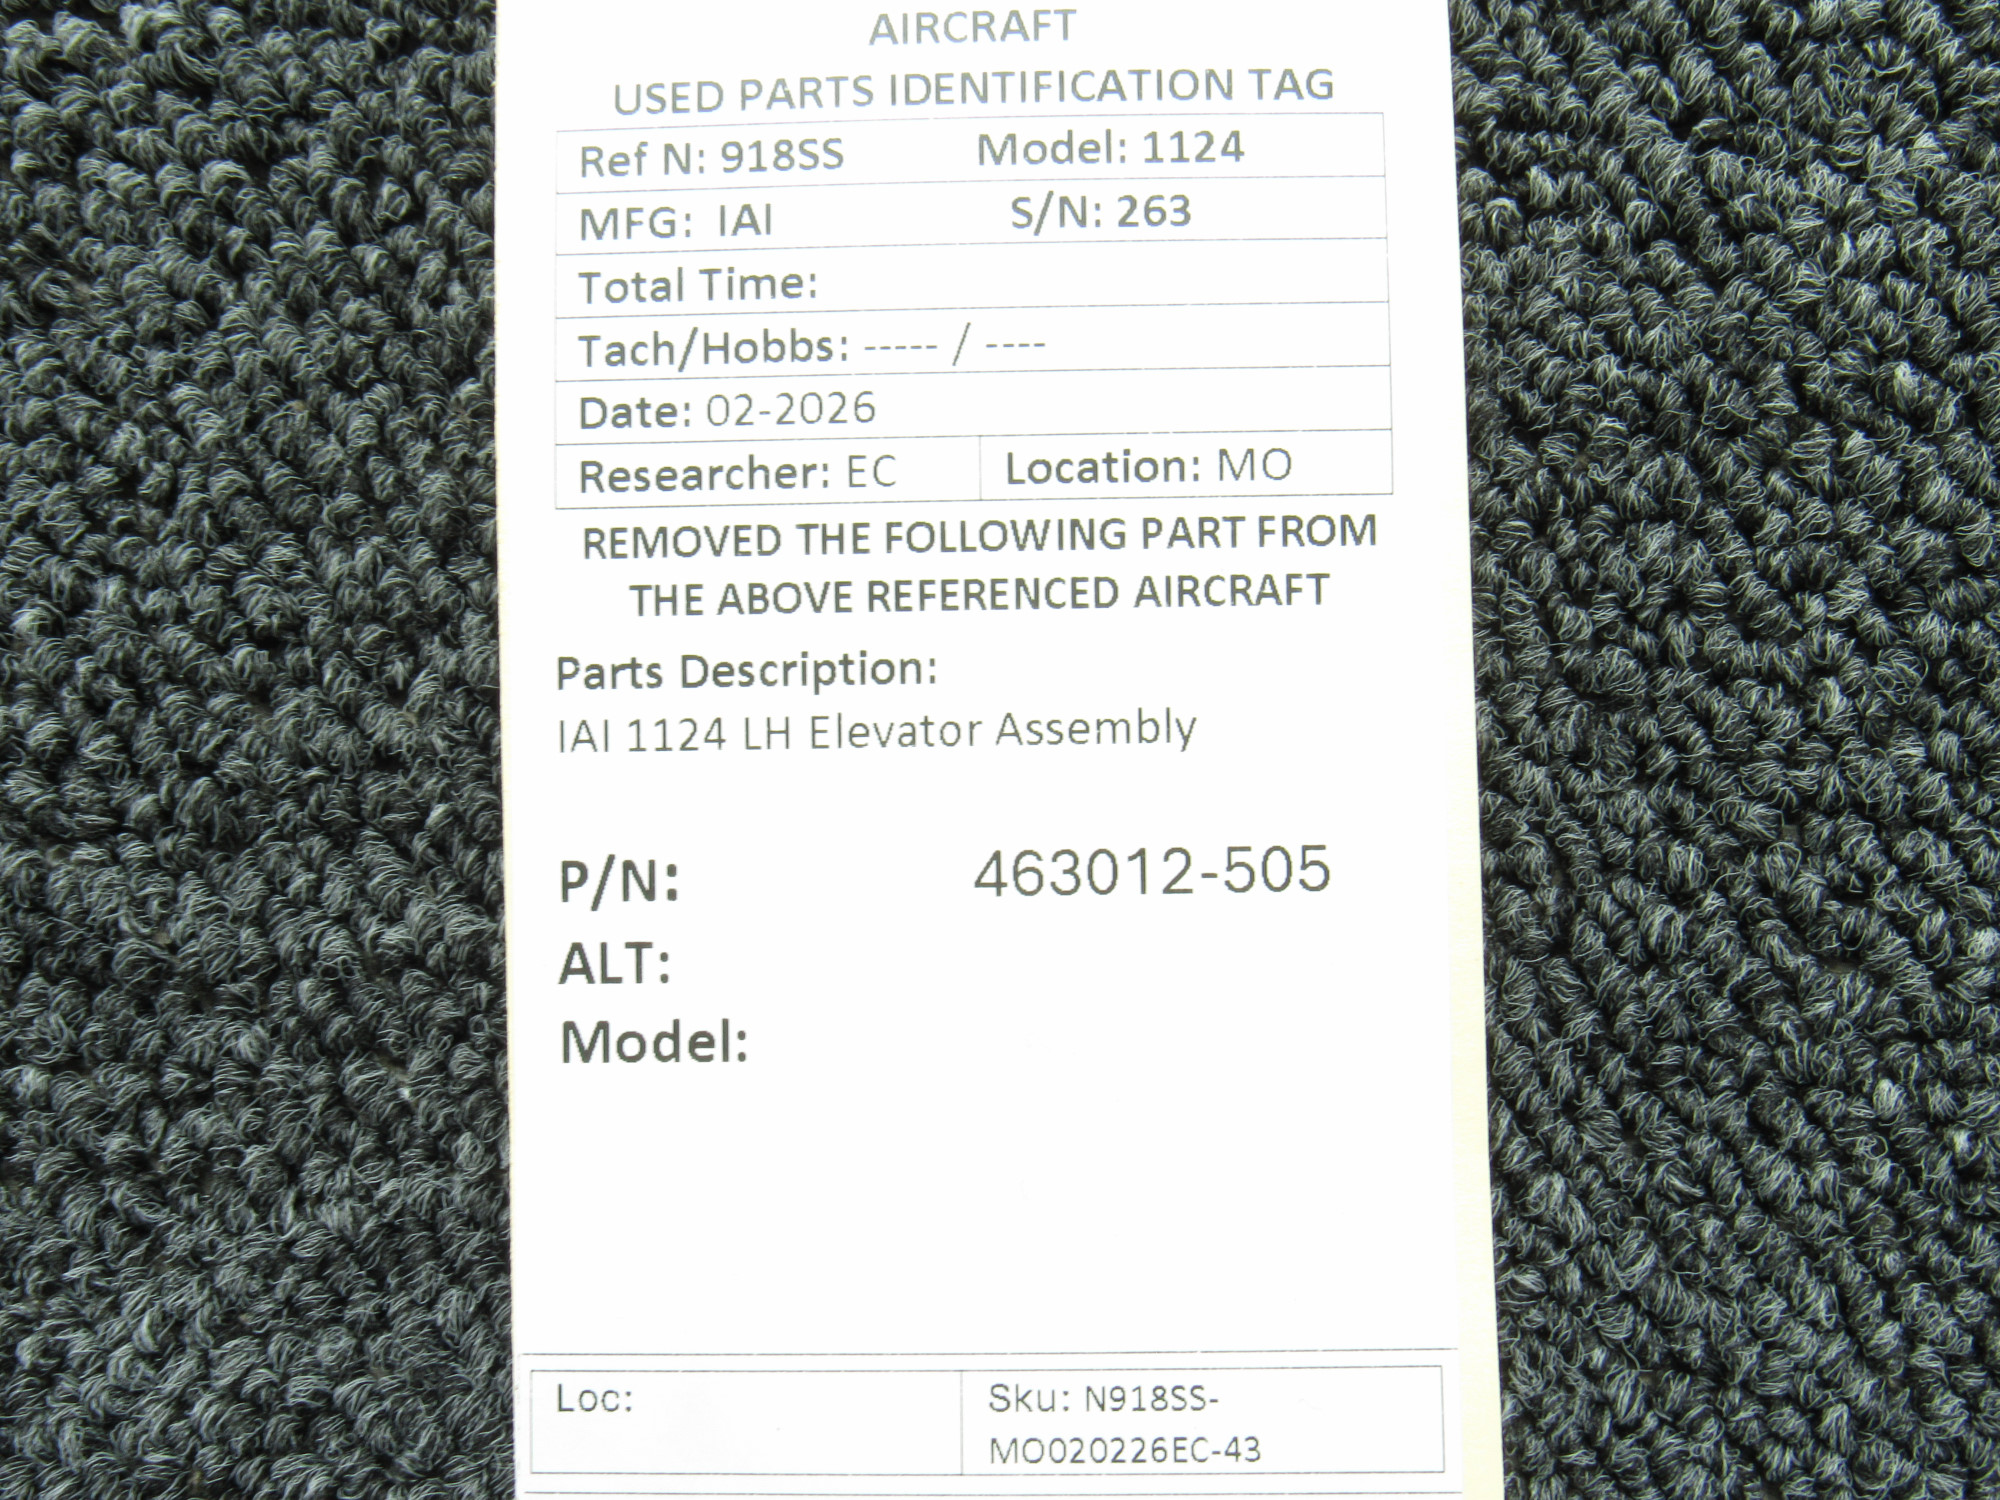 AIRCRAFT
USED PARTS IDENTIFICATION TAG
Ref N: 918SS Model: 1124
MFG: IAI S/N: 263
Total Time:
Tach/Hobbs: ----- / ----
Date: 02-2026
Researcher: EC Location: MO
REMOVED THE FOLLOWING PART FROM
THE ABOVE REFERENCED AIRCRAFT
Parts Description:
IAI 1124 LH Elevator Assembly
P/N: 463012-505
ALT:
Model:
Loc: Sku: N918SS-
MO020226EC-43